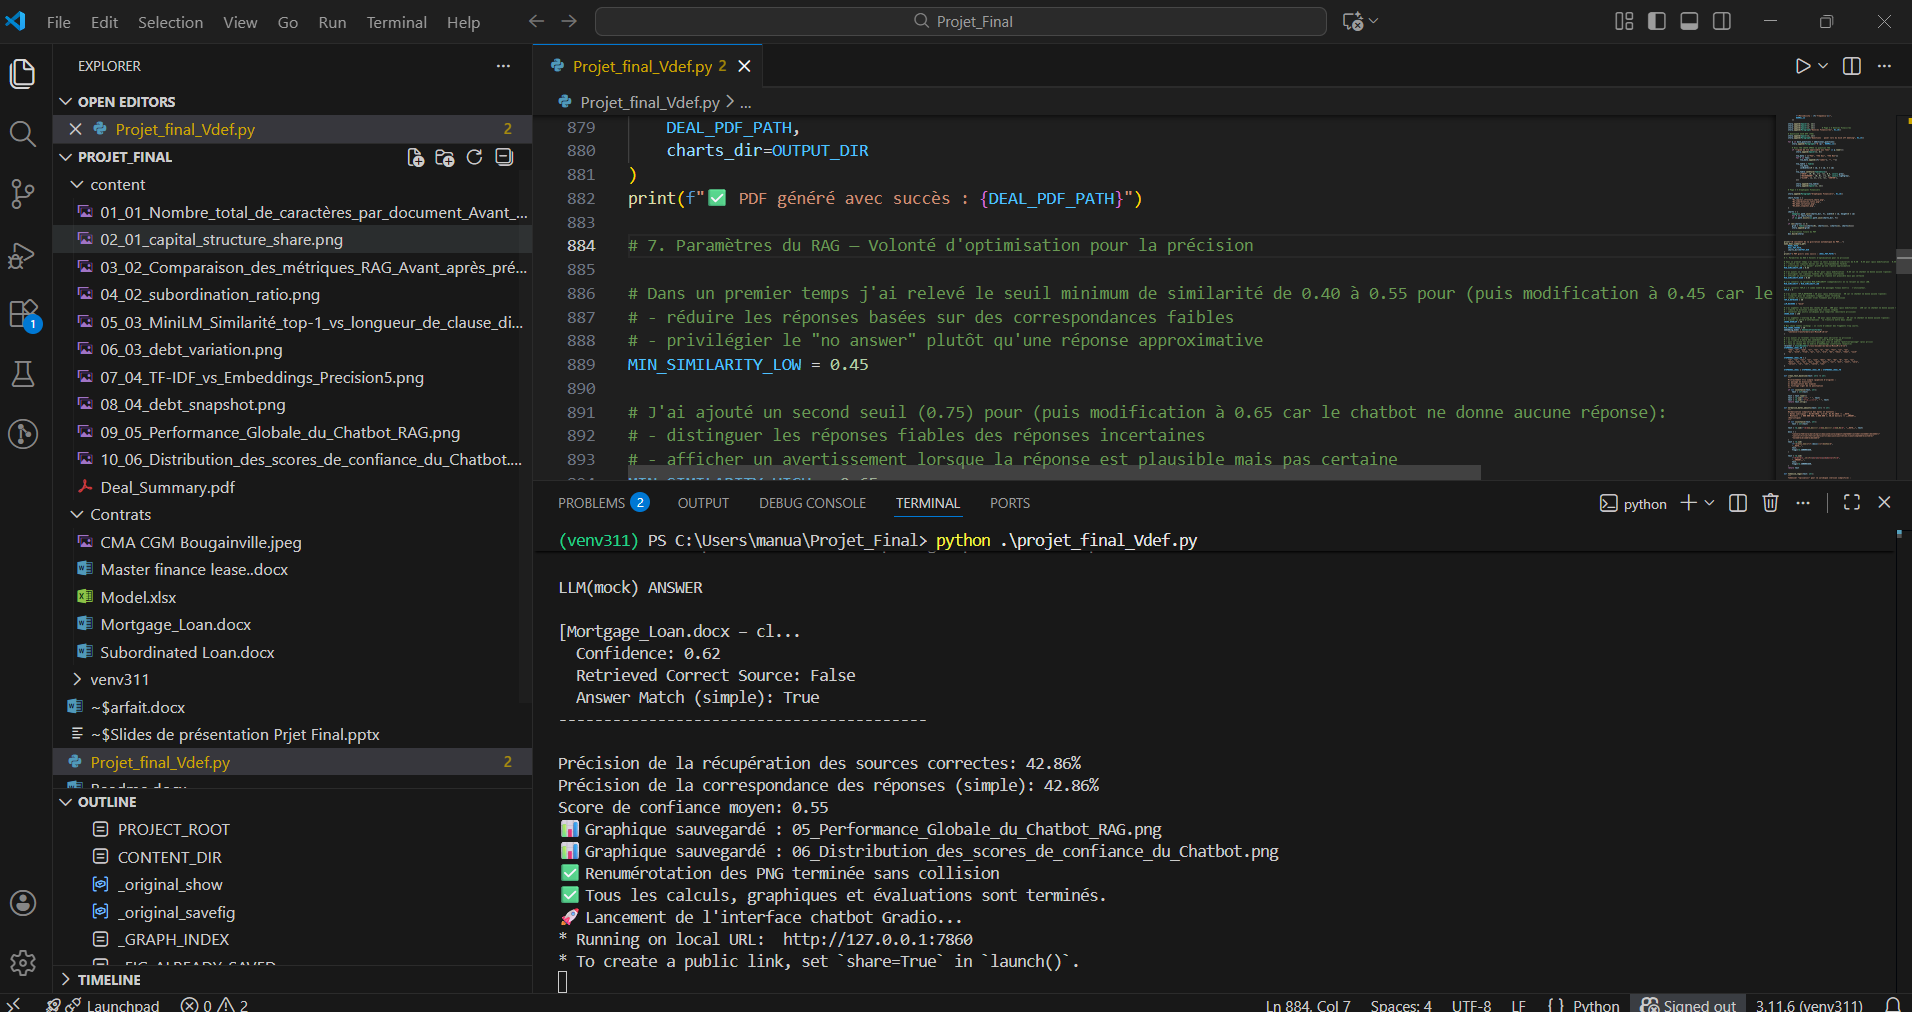 File Edit Selection View Go Run Terminal Help
Projet_Final
EXPLORER
OPEN EDITORS
Projet_final_Vdef.py 2
PROJET_FINAL
content
01_01_Nombre_total_de_caractères_par_document_Avant_...
02_01_capital_structure_share.png
03_02_Comparaison_des_métriques_RAG_Avant_après_pré...
04_02_subordination_ratio.png
05_03_MiniLM_Similarité_top-1_vs_longueur_de_clause_di...
06_03_debt_variation.png
07_04_TF-IDF_vs_Embeddings_Precision5.png
08_04_debt_snapshot.png
09_05_Performance_Globale_du_Chatbot_RAG.png
10_06_Distribution_des_scores_de_confiance_du_Chatbot....
Deal_Summary.pdf
Contrats
CMA CGM Bougainville.jpeg
Master finance lease..docx
Model.xlsx
Mortgage_Loan.docx
Subordinated Loan.docx
venv311
~$arfait.docx
~$Slides de présentation Prjet Final.pptx
Projet_final_Vdef.py 2
Readme.docx
OUTLINE
PROJECT_ROOT
CONTENT_DIR
_original_show
_original_savefig
_GRAPH_INDEX
_FIG_ALREADY_SAVED
TIMELINE
1
Projet_final_Vdef.py 2
Projet_final_Vdef.py > ...
879 DEAL_PDF_PATH,
880 charts_dir=OUTPUT_DIR
881 )
882 print(f"✅ PDF généré avec succès : {DEAL_PDF_PATH}")
883
884 # 7. Paramètres du RAG — Volonté d'optimisation pour la précision
885
886 # Dans un premier temps j'ai relevé le seuil minimum de similarité de 0.40 à 0.55 pour (puis modification à 0.45 car le
887 # - réduire les réponses basées sur des correspondances faibles
888 # - privilégier le "no answer" plutôt qu'une réponse approximative
889 MIN_SIMILARITY_LOW = 0.45
890
891 # J'ai ajouté un second seuil (0.75) pour (puis modification à 0.65 car le chatbot ne donne aucune réponse):
892 # - distinguer les réponses fiables des réponses incertaines
893 # - afficher un avertissement lorsque la réponse est plausible mais pas certaine
894 MIN_SIMILARITY_HIGH = 0.65
PROBLEMS 2 OUTPUT DEBUG CONSOLE TERMINAL PORTS
python
(venv311) PS C:\Users\manua\Projet_Final> python .\projet_final_Vdef.py
LLM(mock) ANSWER
[Mortgage_Loan.docx – cl...
Confidence: 0.62
Retrieved Correct Source: False
Answer Match (simple): True
-----------------------------------------
Précision de la récupération des sources correctes: 42.86%
Précision de la correspondance des réponses (simple): 42.86%
Score de confiance moyen: 0.55
📊 Graphique sauvegardé : 05_Performance_Globale_du_Chatbot_RAG.png
📊 Graphique sauvegardé : 06_Distribution_des_scores_de_confiance_du_Chatbot.png
✅ Renumérotation des PNG terminée sans collision
✅ Tous les calculs, graphiques et évaluations sont terminés.
🚀 Lancement de l'interface chatbot Gradio...
* Running on local URL:  http://127.0.0.1:7860
* To create a public link, set `share=True` in `launch()`.
Launchpad 0 2
Ln 884, Col 7 Spaces: 4 UTF-8 LF {} Python Signed out 3.11.6 (venv311)